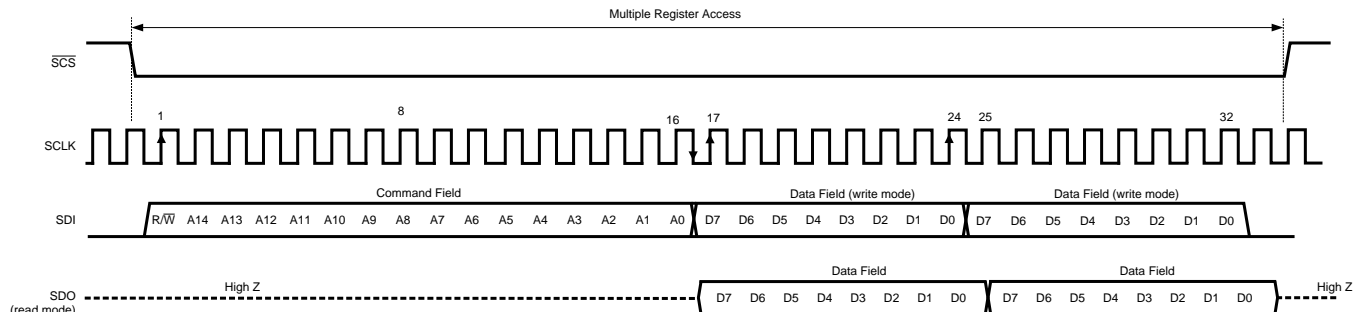 Multiple Register Access
SCS
1 8 16 17 24 25 32
SCLK
Command Field Data Field (write mode) Data Field (write mode)
SDI R/W A14 A13 A12 A11 A10 A9 A8 A7 A6 A5 A4 A3 A2 A1 A0 D7 D6 D5 D4 D3 D2 D1 D0 D7 D6 D5 D4 D3 D2 D1 D0
Data Field Data Field
High Z High Z
SDO D7 D6 D5 D4 D3 D2 D1 D0 D7 D6 D5 D4 D3 D2 D1 D0
(read mode)